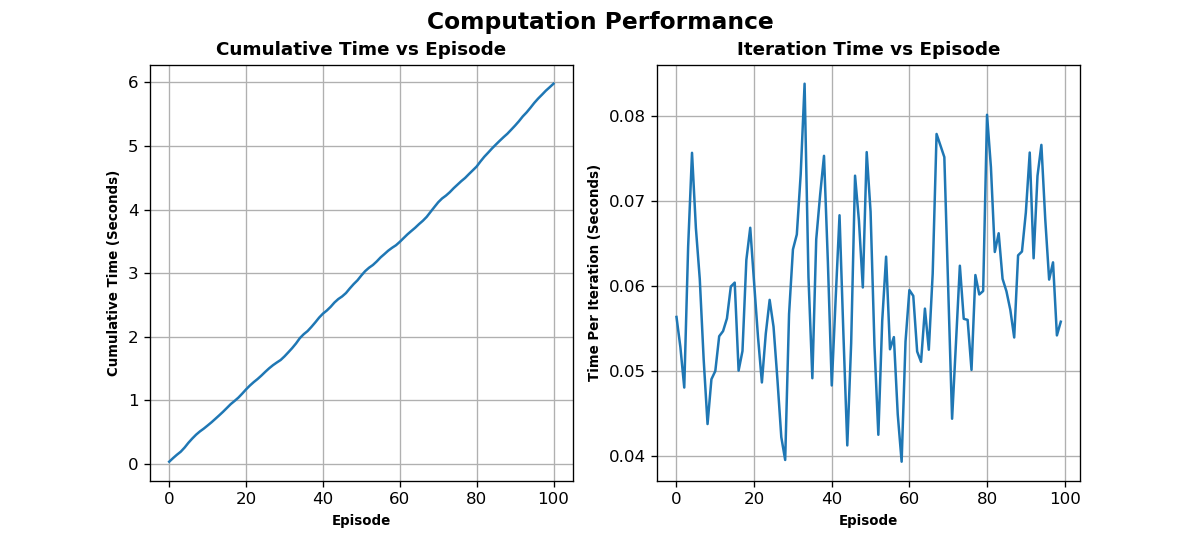 Computation Performance
Cumulative Time vs Episode
Cumulative Time (Seconds)
6
5
4
3
2
1
0
0 20 40 60 80 100
Episode
Iteration Time vs Episode
Time Per Iteration (Seconds)
0.08
0.07
0.06
0.05
0.04
0 20 40 60 80 100
Episode